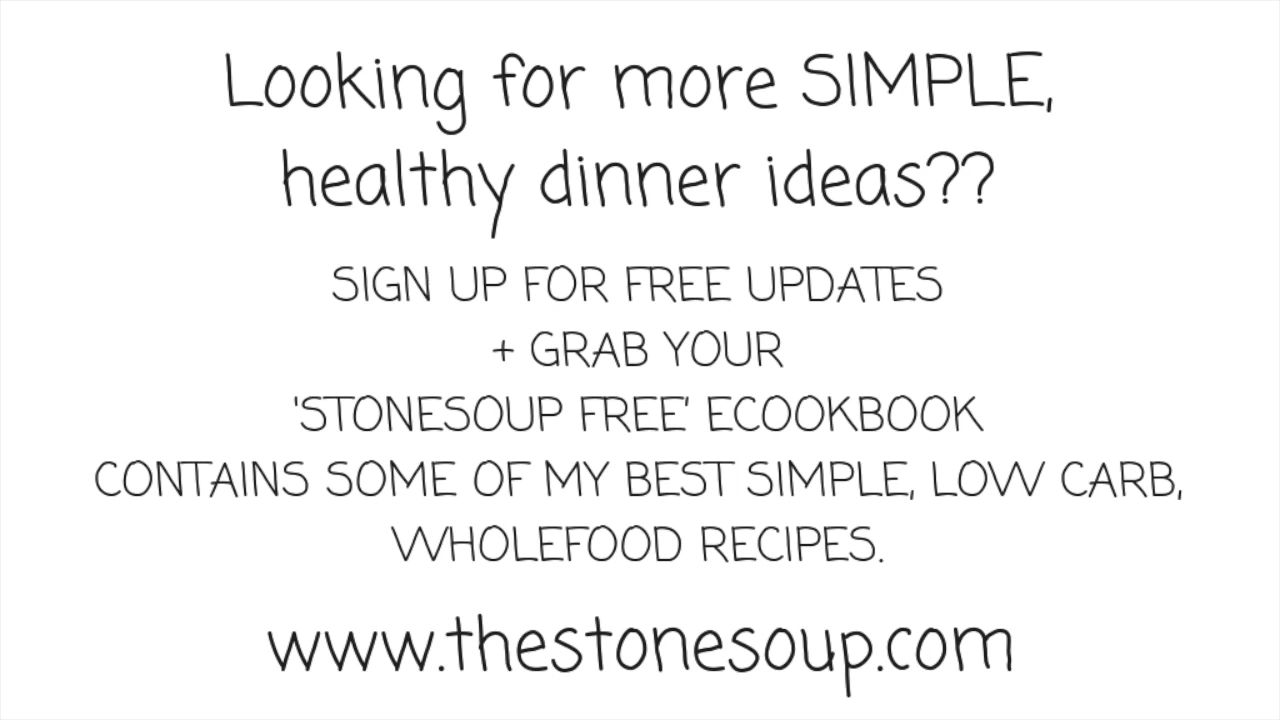 Looking for more SIMPLE,
healthy dinner ideas??
SIGN UP FOR FREE UPDATES
+ GRAB YOUR
'STONESOUP FREE' ECOOKBOOK
CONTAINS SOME OF MY BEST SIMPLE, LOW CARB,
WHOLEFOOD RECIPES.
www.thestonesoup.com